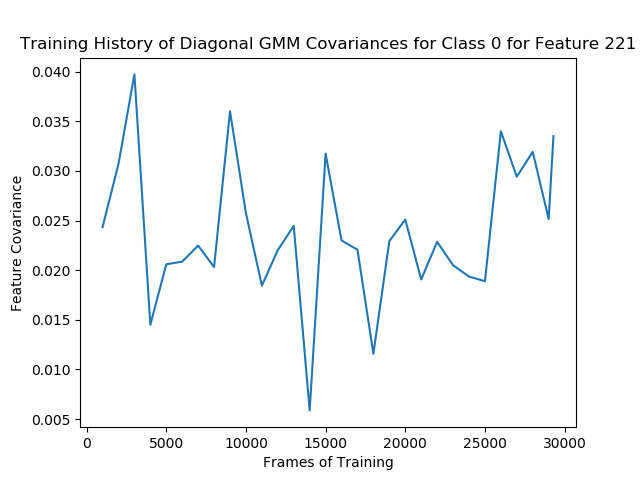 Training History of Diagonal GMM Covariances for Class 0 for Feature 221
0.040
0.035
0.030
0.025
0.020
0.015
0.010
0.005
Feature Covariance
0 5000 10000 15000 20000 25000 30000
Frames of Training